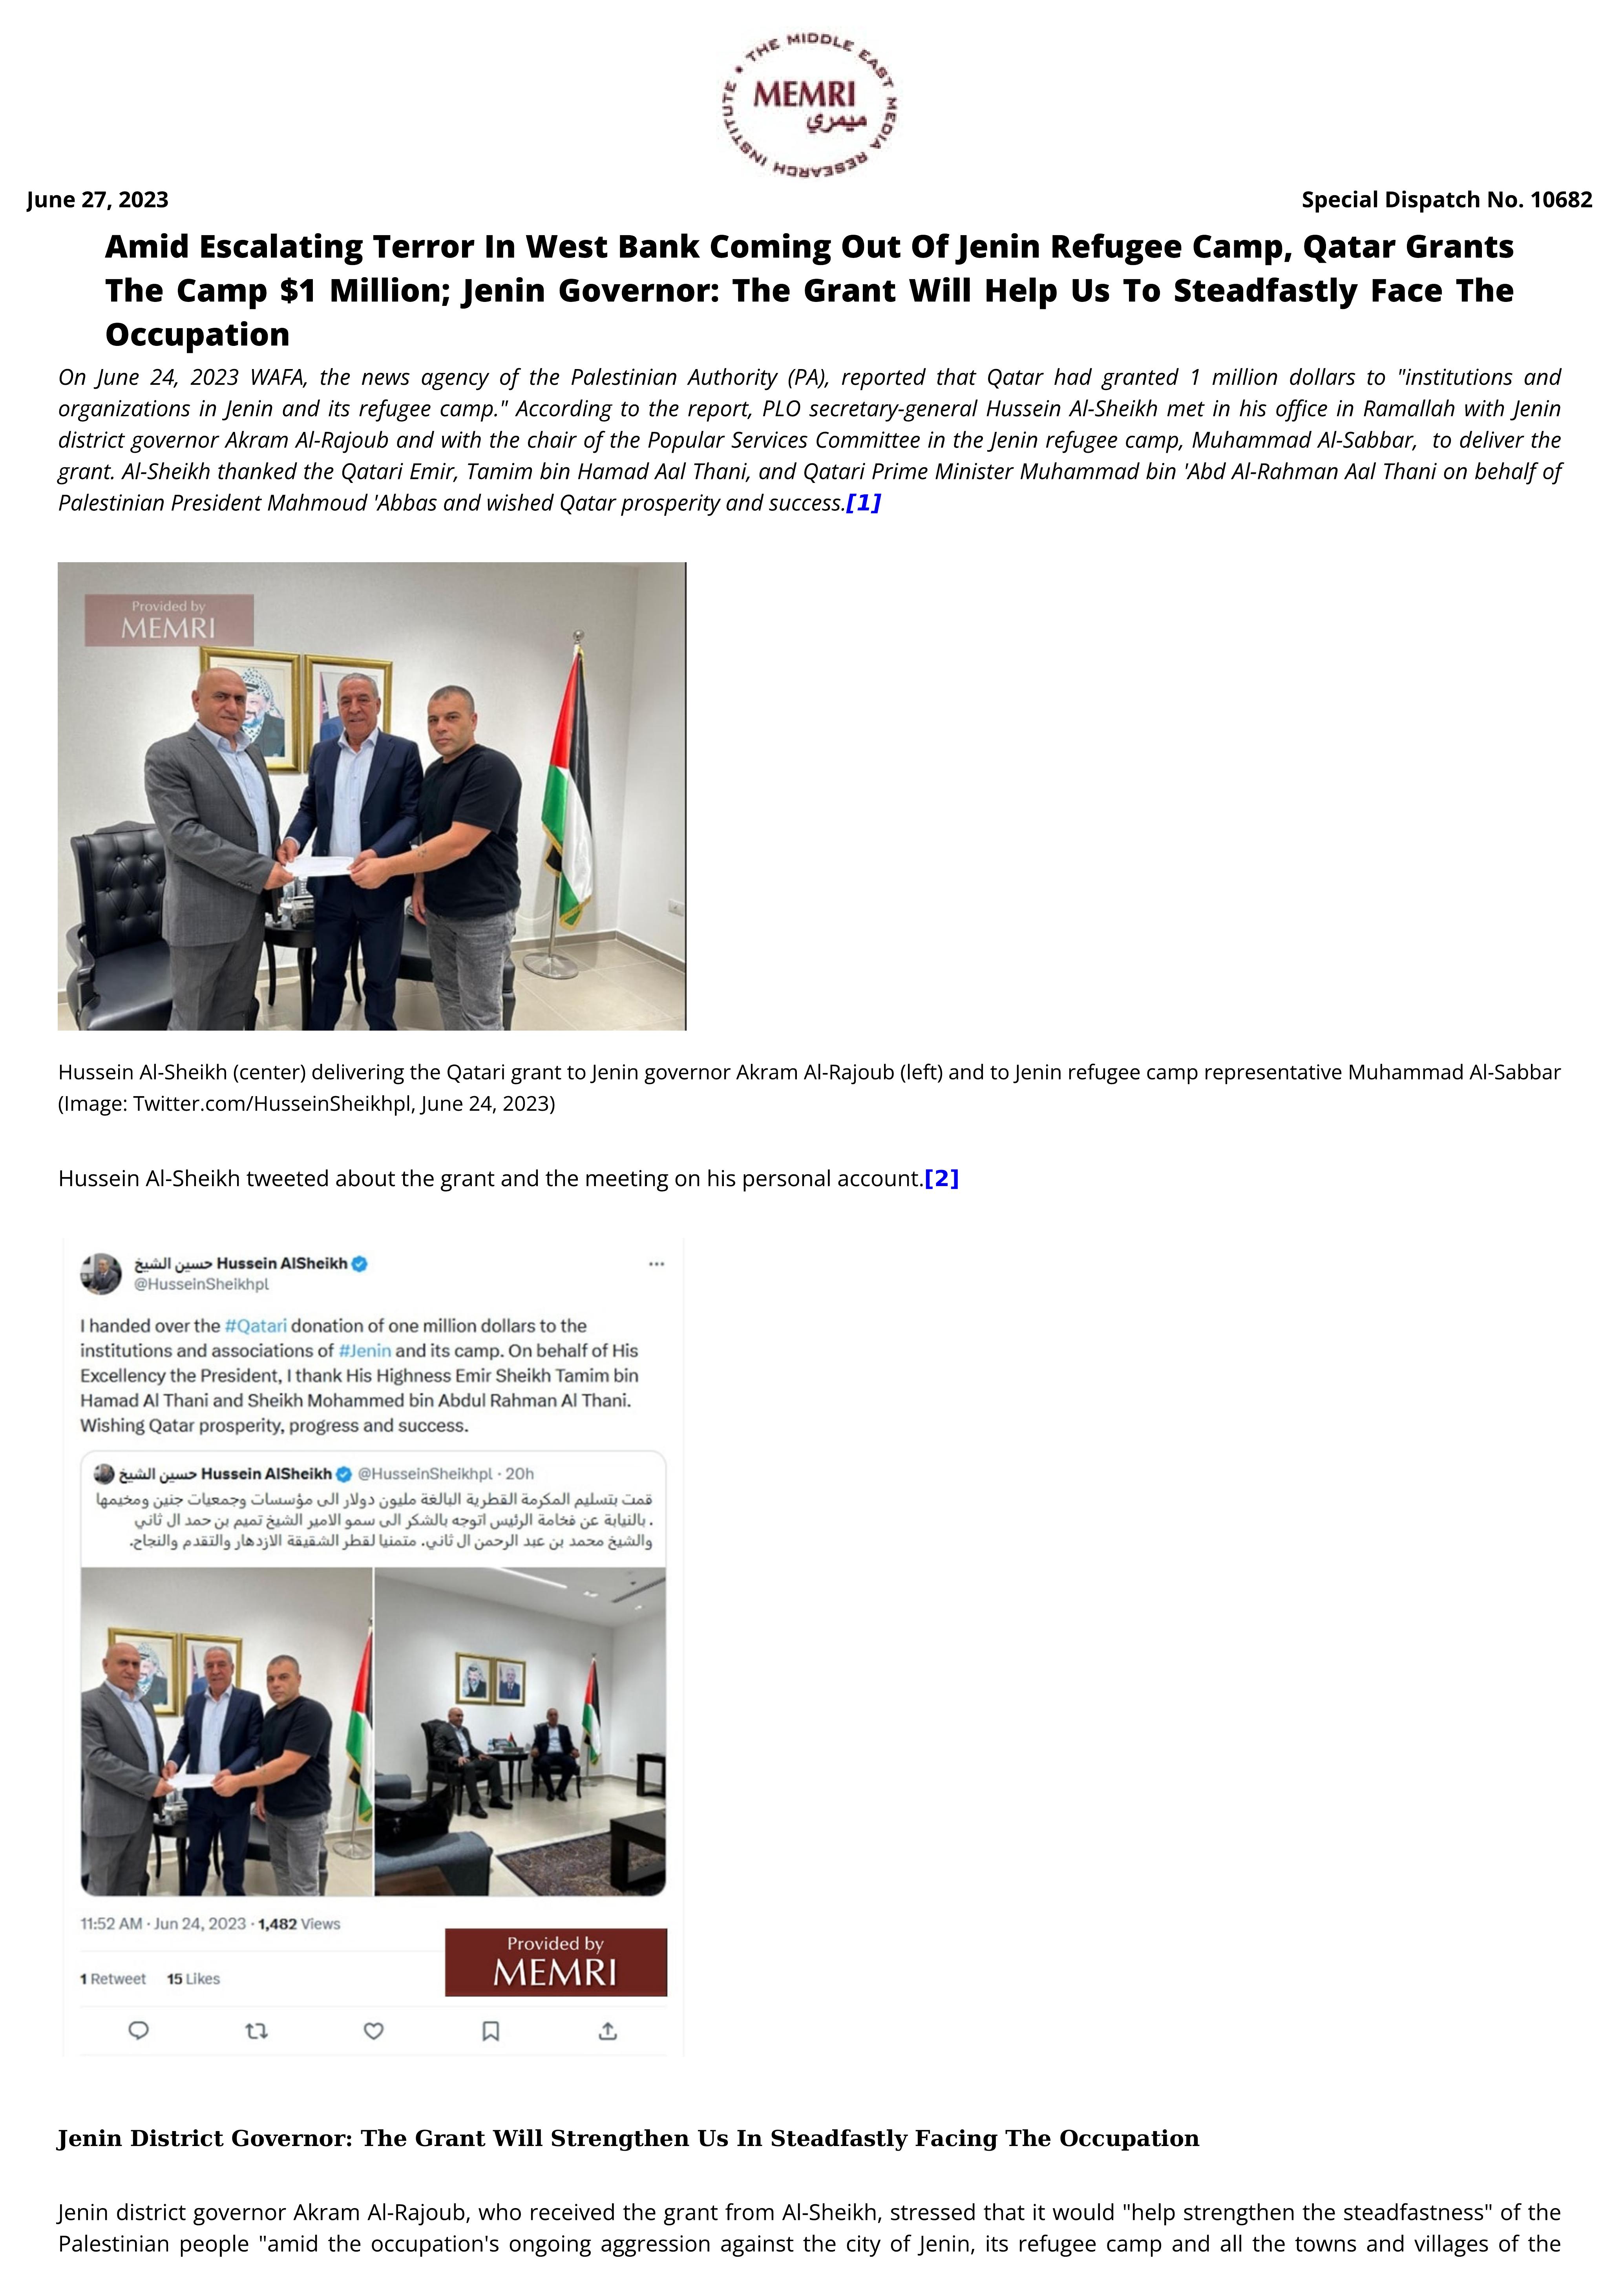 THE MIDDLE EAST MEDIA RESEARCH INSTITUTE
MEMRI
ميمري
June 27, 2023
Special Dispatch No. 10682
Amid Escalating Terror In West Bank Coming Out Of Jenin Refugee Camp, Qatar Grants
The Camp $1 Million; Jenin Governor: The Grant Will Help Us To Steadfastly Face The
Occupation
On June 24, 2023 WAFA, the news agency of the Palestinian Authority (PA), reported that Qatar had granted 1 million dollars to "institutions and
organizations in Jenin and its refugee camp." According to the report, PLO secretary-general Hussein Al-Sheikh met in his office in Ramallah with Jenin
district governor Akram Al-Rajoub and with the chair of the Popular Services Committee in the Jenin refugee camp, Muhammad Al-Sabbar, to deliver the
grant. Al-Sheikh thanked the Qatari Emir, Tamim bin Hamad Aal Thani, and Qatari Prime Minister Muhammad bin 'Abd Al-Rahman Aal Thani on behalf of
Palestinian President Mahmoud 'Abbas and wished Qatar prosperity and success.[1]
Provided by
MEMRI
Hussein Al-Sheikh (center) delivering the Qatari grant to Jenin governor Akram Al-Rajoub (left) and to Jenin refugee camp representative Muhammad Al-Sabbar
(Image: Twitter.com/HusseinSheikhpl, June 24, 2023)
Hussein Al-Sheikh tweeted about the grant and the meeting on his personal account.[2]
حسين الشيخ Hussein AlSheikh
@HusseinSheikhpl
I handed over the #Qatari donation of one million dollars to the
institutions and associations of #Jenin and its camp. On behalf of His
Excellency the President, I thank His Highness Emir Sheikh Tamim bin
Hamad Al Thani and Sheikh Mohammed bin Abdul Rahman Al Thani.
Wishing Qatar prosperity, progress and success.
حسين الشيخ Hussein AlSheikh @HusseinSheikhpl · 20h
قمت بتسليم المكرمة القطرية البالغة مليون دولار الى مؤسسات وجمعيات جنين ومخيمها
. بالنيابة عن فخامة الرئيس اتوجه بالشكر الى سمو الامير الشيخ تميم بن حمد ال ثاني
والشيخ محمد بن عبد الرحمن ال ثاني. متمنيا لقطر الشقيقة الازدهار والتقدم والنجاح.
11:52 AM · Jun 24, 2023 · 1,482 Views
Provided by
MEMRI
1 Retweet 15 Likes
Jenin District Governor: The Grant Will Strengthen Us In Steadfastly Facing The Occupation
Jenin district governor Akram Al-Rajoub, who received the grant from Al-Sheikh, stressed that it would "help strengthen the steadfastness" of the
Palestinian people "amid the occupation's ongoing aggression against the city of Jenin, its refugee camp and all the towns and villages of the